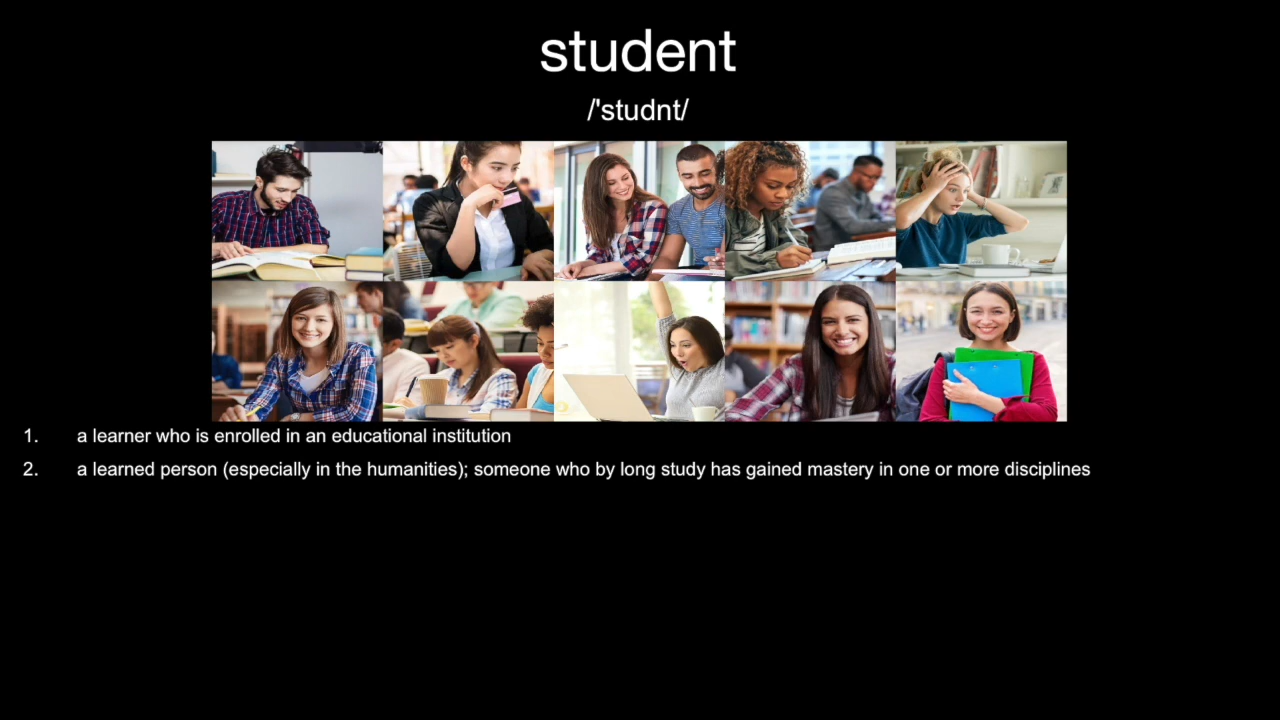 student
/'studnt/
1. a learner who is enrolled in an educational institution
2. a learned person (especially in the humanities); someone who by long study has gained mastery in one or more disciplines